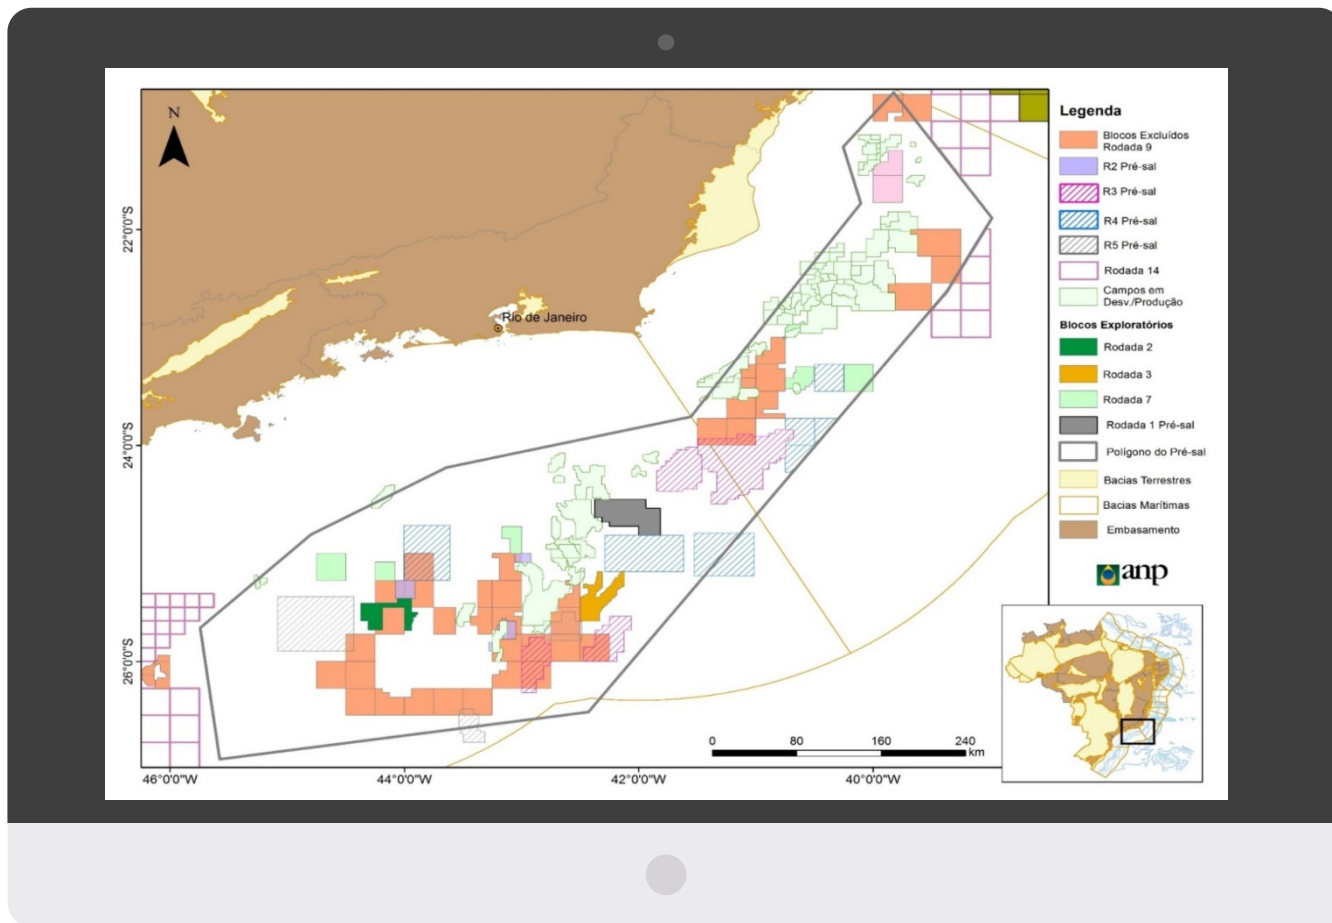 N
22°0'0"S
24°0'0"S
26°0'0"S
Rio de Janeiro
0 80 160 240
km
46°0'0"W 44°0'0"W 42°0'0"W 40°0'0"W
Legenda
Blocos Excluídos
Rodada 9
R2 Pré-sal
R3 Pré-sal
R4 Pré-sal
R5 Pré-sal
Rodada 14
Campos em
Desv./Produção
Blocos Exploratórios
Rodada 2
Rodada 3
Rodada 7
Rodada 1 Pré-sal
Polígono do Pré-sal
Bacias Terrestres
Bacias Marítimas
Embasamento
anp